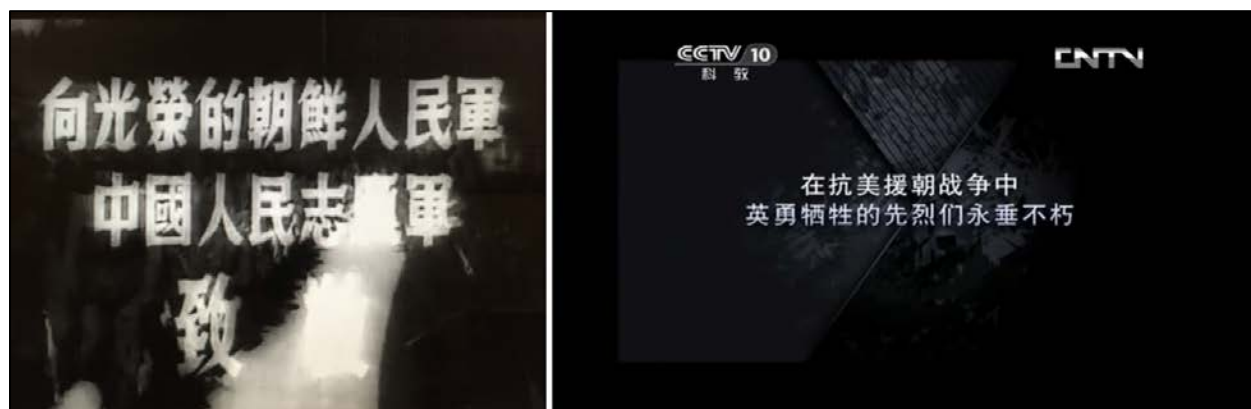 向光榮的朝鮮人民軍
中國人民志願軍
致
CCTV 10
科教
CNTV
在抗美援朝战争中
英勇牺牲的先烈们永垂不朽